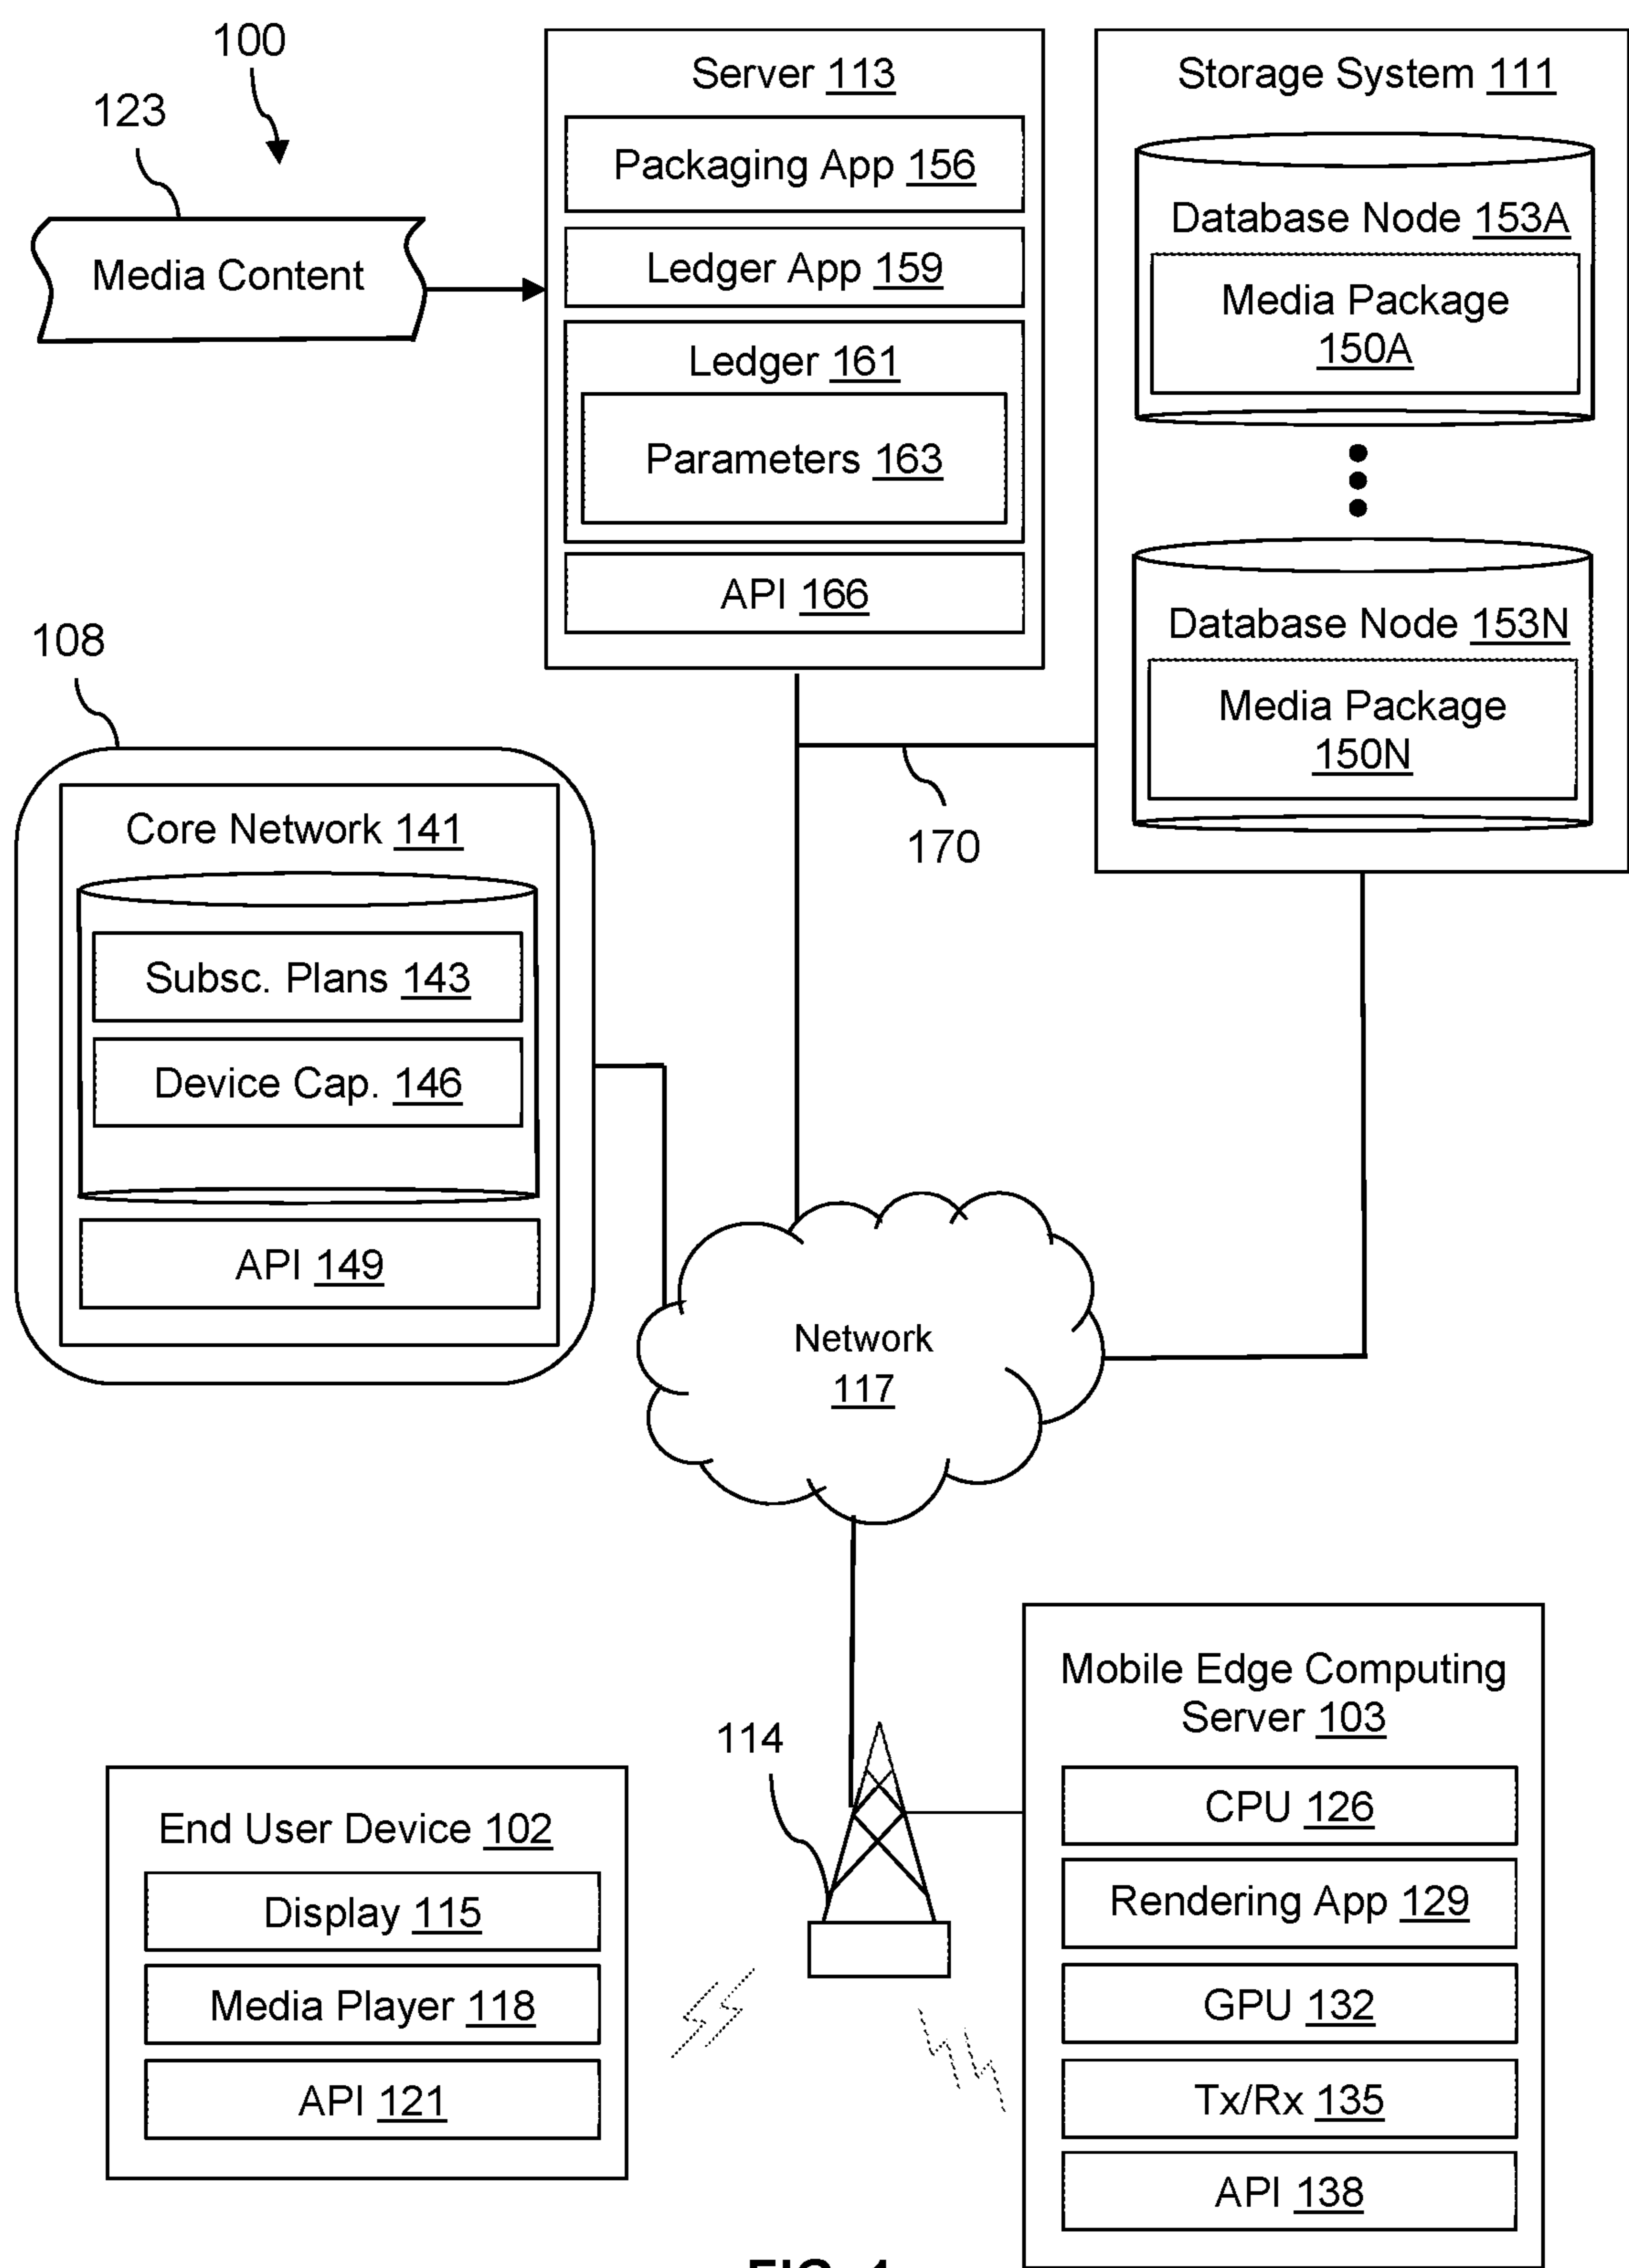 100
123
Media Content
Server 113
Packaging App 156
Ledger App 159
Ledger 161
Parameters 163
API 166
Storage System 111
Database Node 153A
Media Package
150A
Database Node 153N
Media Package
150N
170
108
Core Network 141
Subsc. Plans 143
Device Cap. 146
API 149
Network
117
114
End User Device 102
Display 115
Media Player 118
API 121
Mobile Edge Computing
Server 103
CPU 126
Rendering App 129
GPU 132
Tx/Rx 135
API 138
FIG. 1